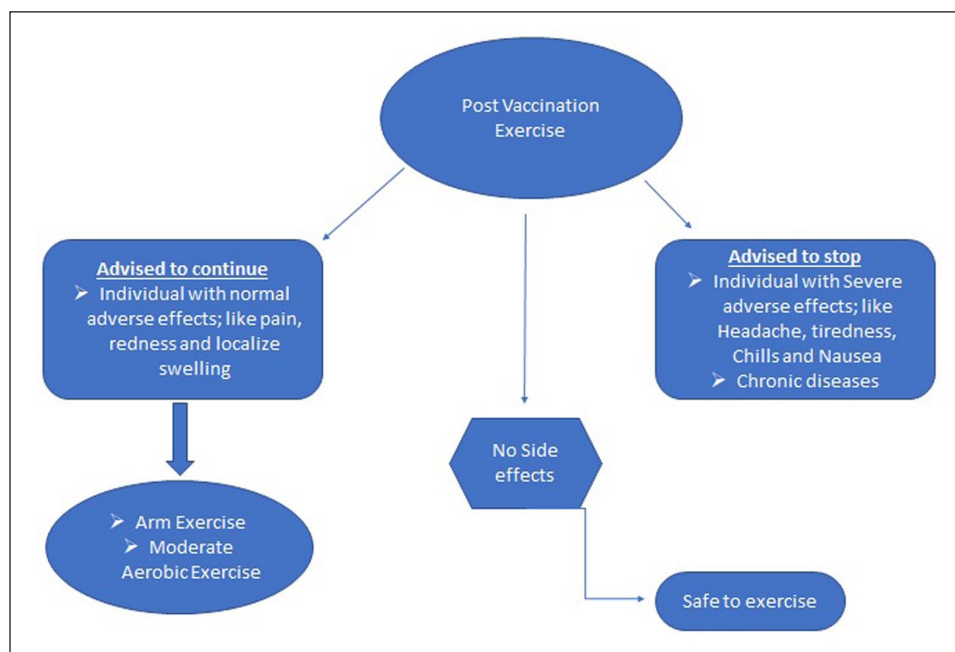 Post Vaccination
Exercise
Advised to continue
➢ Individual with normal
adverse effects; like pain,
redness and localize
swelling
Advised to stop
➢ Individual with Severe
adverse effects; like
Headache, tiredness,
Chills and Nausea
➢ Chronic diseases
No Side
effects
➢ Arm Exercise
➢ Moderate
Aerobic Exercise
Safe to exercise